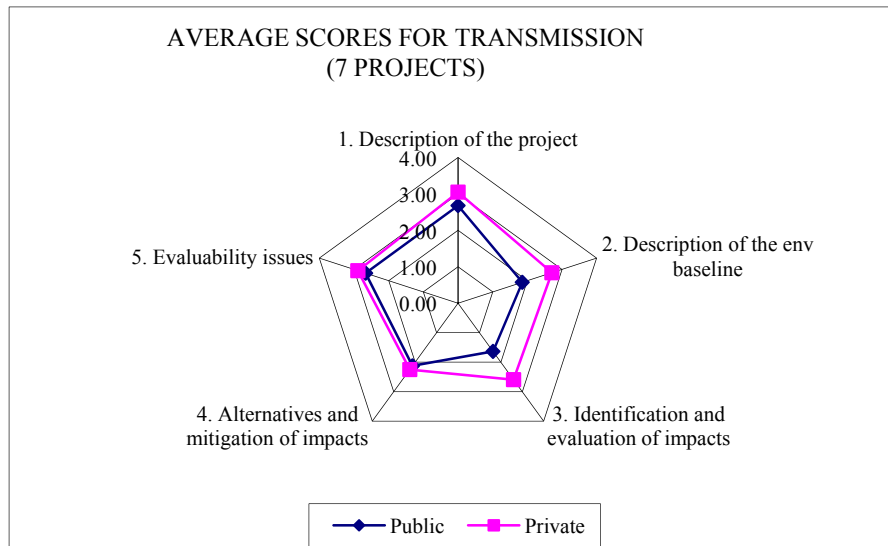 AVERAGE SCORES FOR TRANSMISSION
(7 PROJECTS)
1. Description of the project
4.00
3.00
2.00
1.00
0.00
2. Description of the env
baseline
5. Evaluability issues
4. Alternatives and
mitigation of impacts
3. Identification and
evaluation of impacts
Public
Private